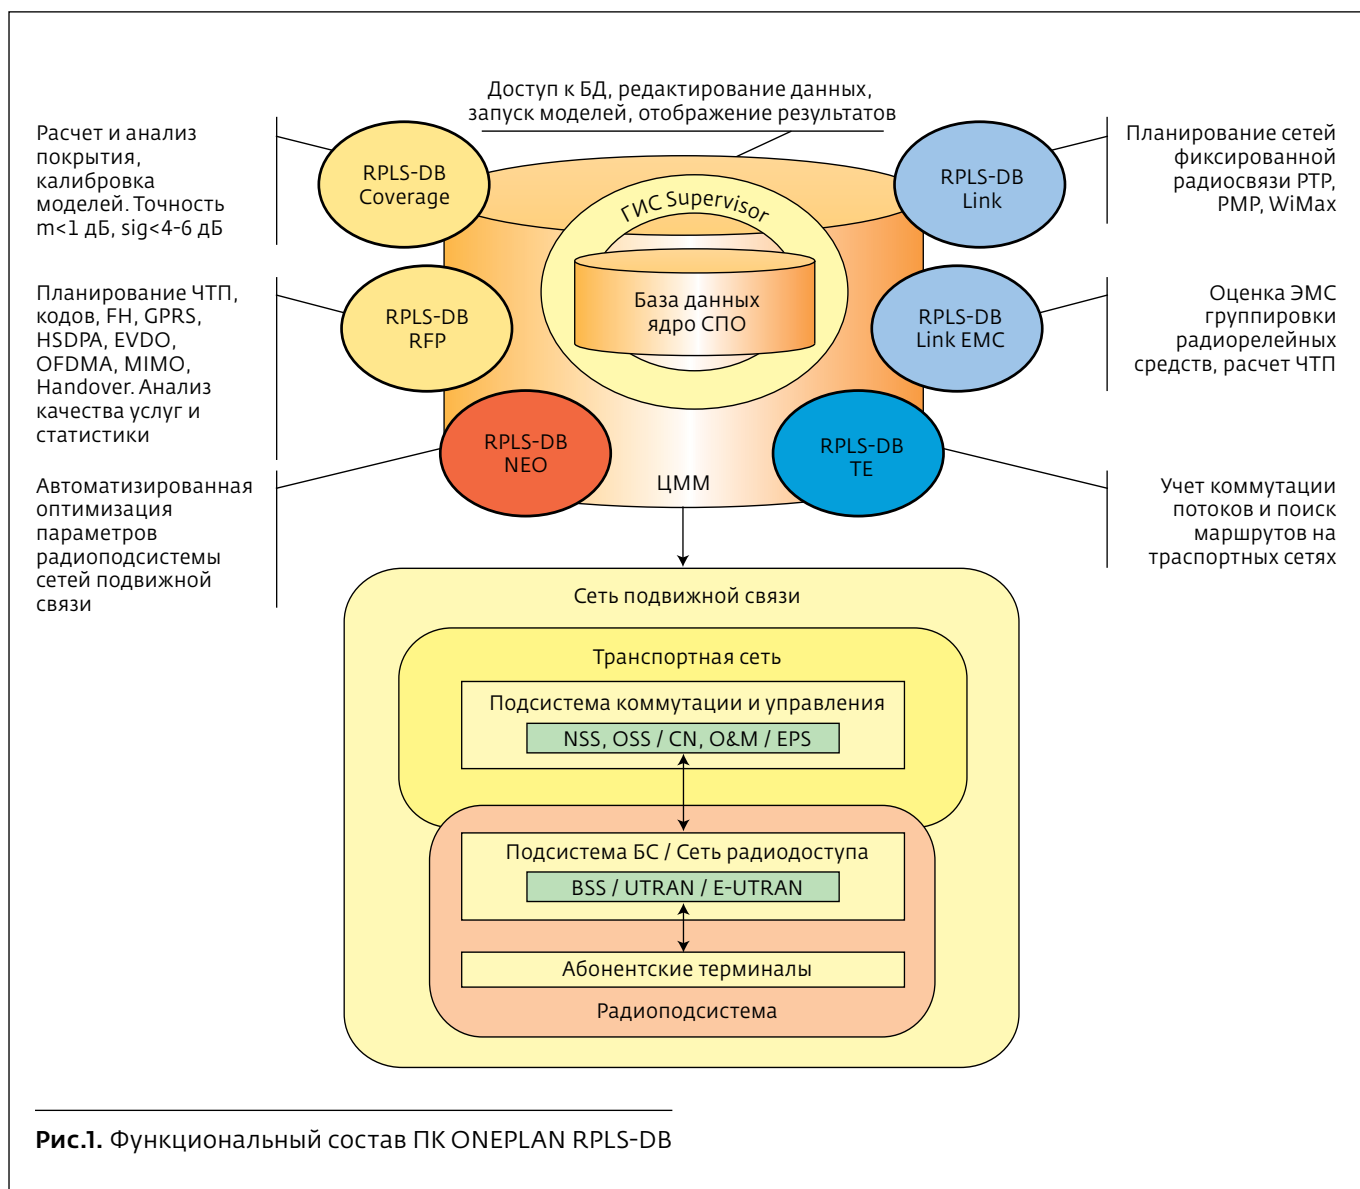 Доступ к БД, редактирование данных,
запуск моделей, отображение результатов
Расчет и анализ
покрытия,
калибровка
моделей. Точность
m<1 дБ, sig<4-6 дБ
RPLS-DB
Coverage
RPLS-DB
Link
Планирование сетей
фиксированной
радиосвязи PTP,
PMP, WiMax
ГИС Supervisor
База данных
ядро СПО
Планирование ЧТП,
кодов, FH, GPRS,
HSDPA, EVDO,
OFDMA, MIMO,
Handover. Анализ
качества услуг и
статистики
RPLS-DB
RFP
RPLS-DB
Link EMC
Оценка ЭМС
группировки
радиорелейных
средств, расчет ЧТП
RPLS-DB
NEO
RPLS-DB
TE
ЦММ
Автоматизированная
оптимизация
параметров
радиоподсистемы
сетей подвижной
связи
Учет коммутации
потоков и поиск
маршрутов на
траспортных сетях
Сеть подвижной связи
Транспортная сеть
Подсистема коммутации и управления
NSS, OSS / CN, O&M / EPS
Подсистема БС / Сеть радиодоступа
BSS / UTRAN / E-UTRAN
Абонентские терминалы
Радиоподсистема
Рис.1. Функциональный состав ПК ONEPLAN RPLS-DB